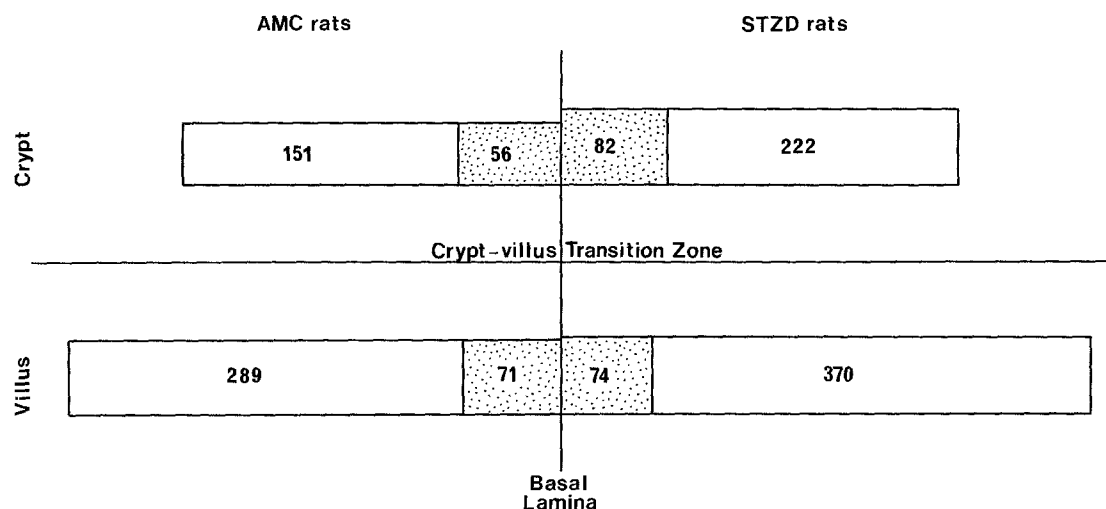 AMC rats
STZD rats
Crypt
151
56
82
222
Crypt-villus Transition Zone
Villus
289
71
74
370
Basal
Lamina